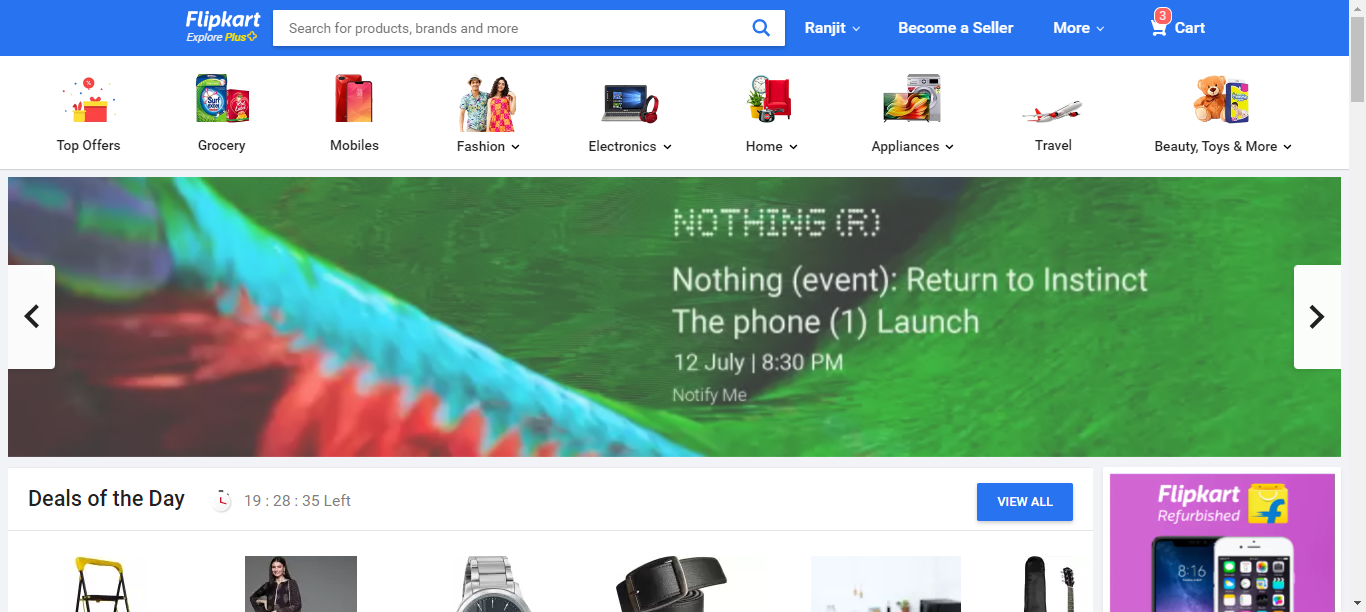 Flipkart
Explore Plus
Search for products, brands and more
Ranjit
Become a Seller
More
3
Cart
Top Offers
Grocery
Mobiles
Fashion
Electronics
Home
Appliances
Travel
Beauty, Toys & More
NOTHING (R)
Nothing (event): Return to Instinct
The phone (1) Launch
12 July | 8:30 PM
Notify Me
Deals of the Day
19 : 28 : 35 Left
VIEW ALL
Flipkart
Refurbished
8:16